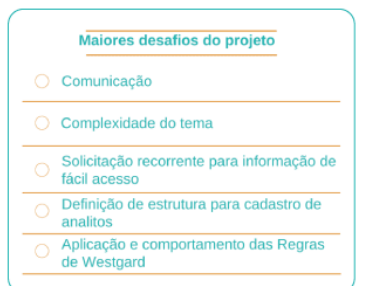 Maiores desafios do projeto
Comunicação
Complexidade do tema
Solicitação recorrente para informação de
fácil acesso
Definição de estrutura para cadastro de
analitos
Aplicação e comportamento das Regras
de Westgard